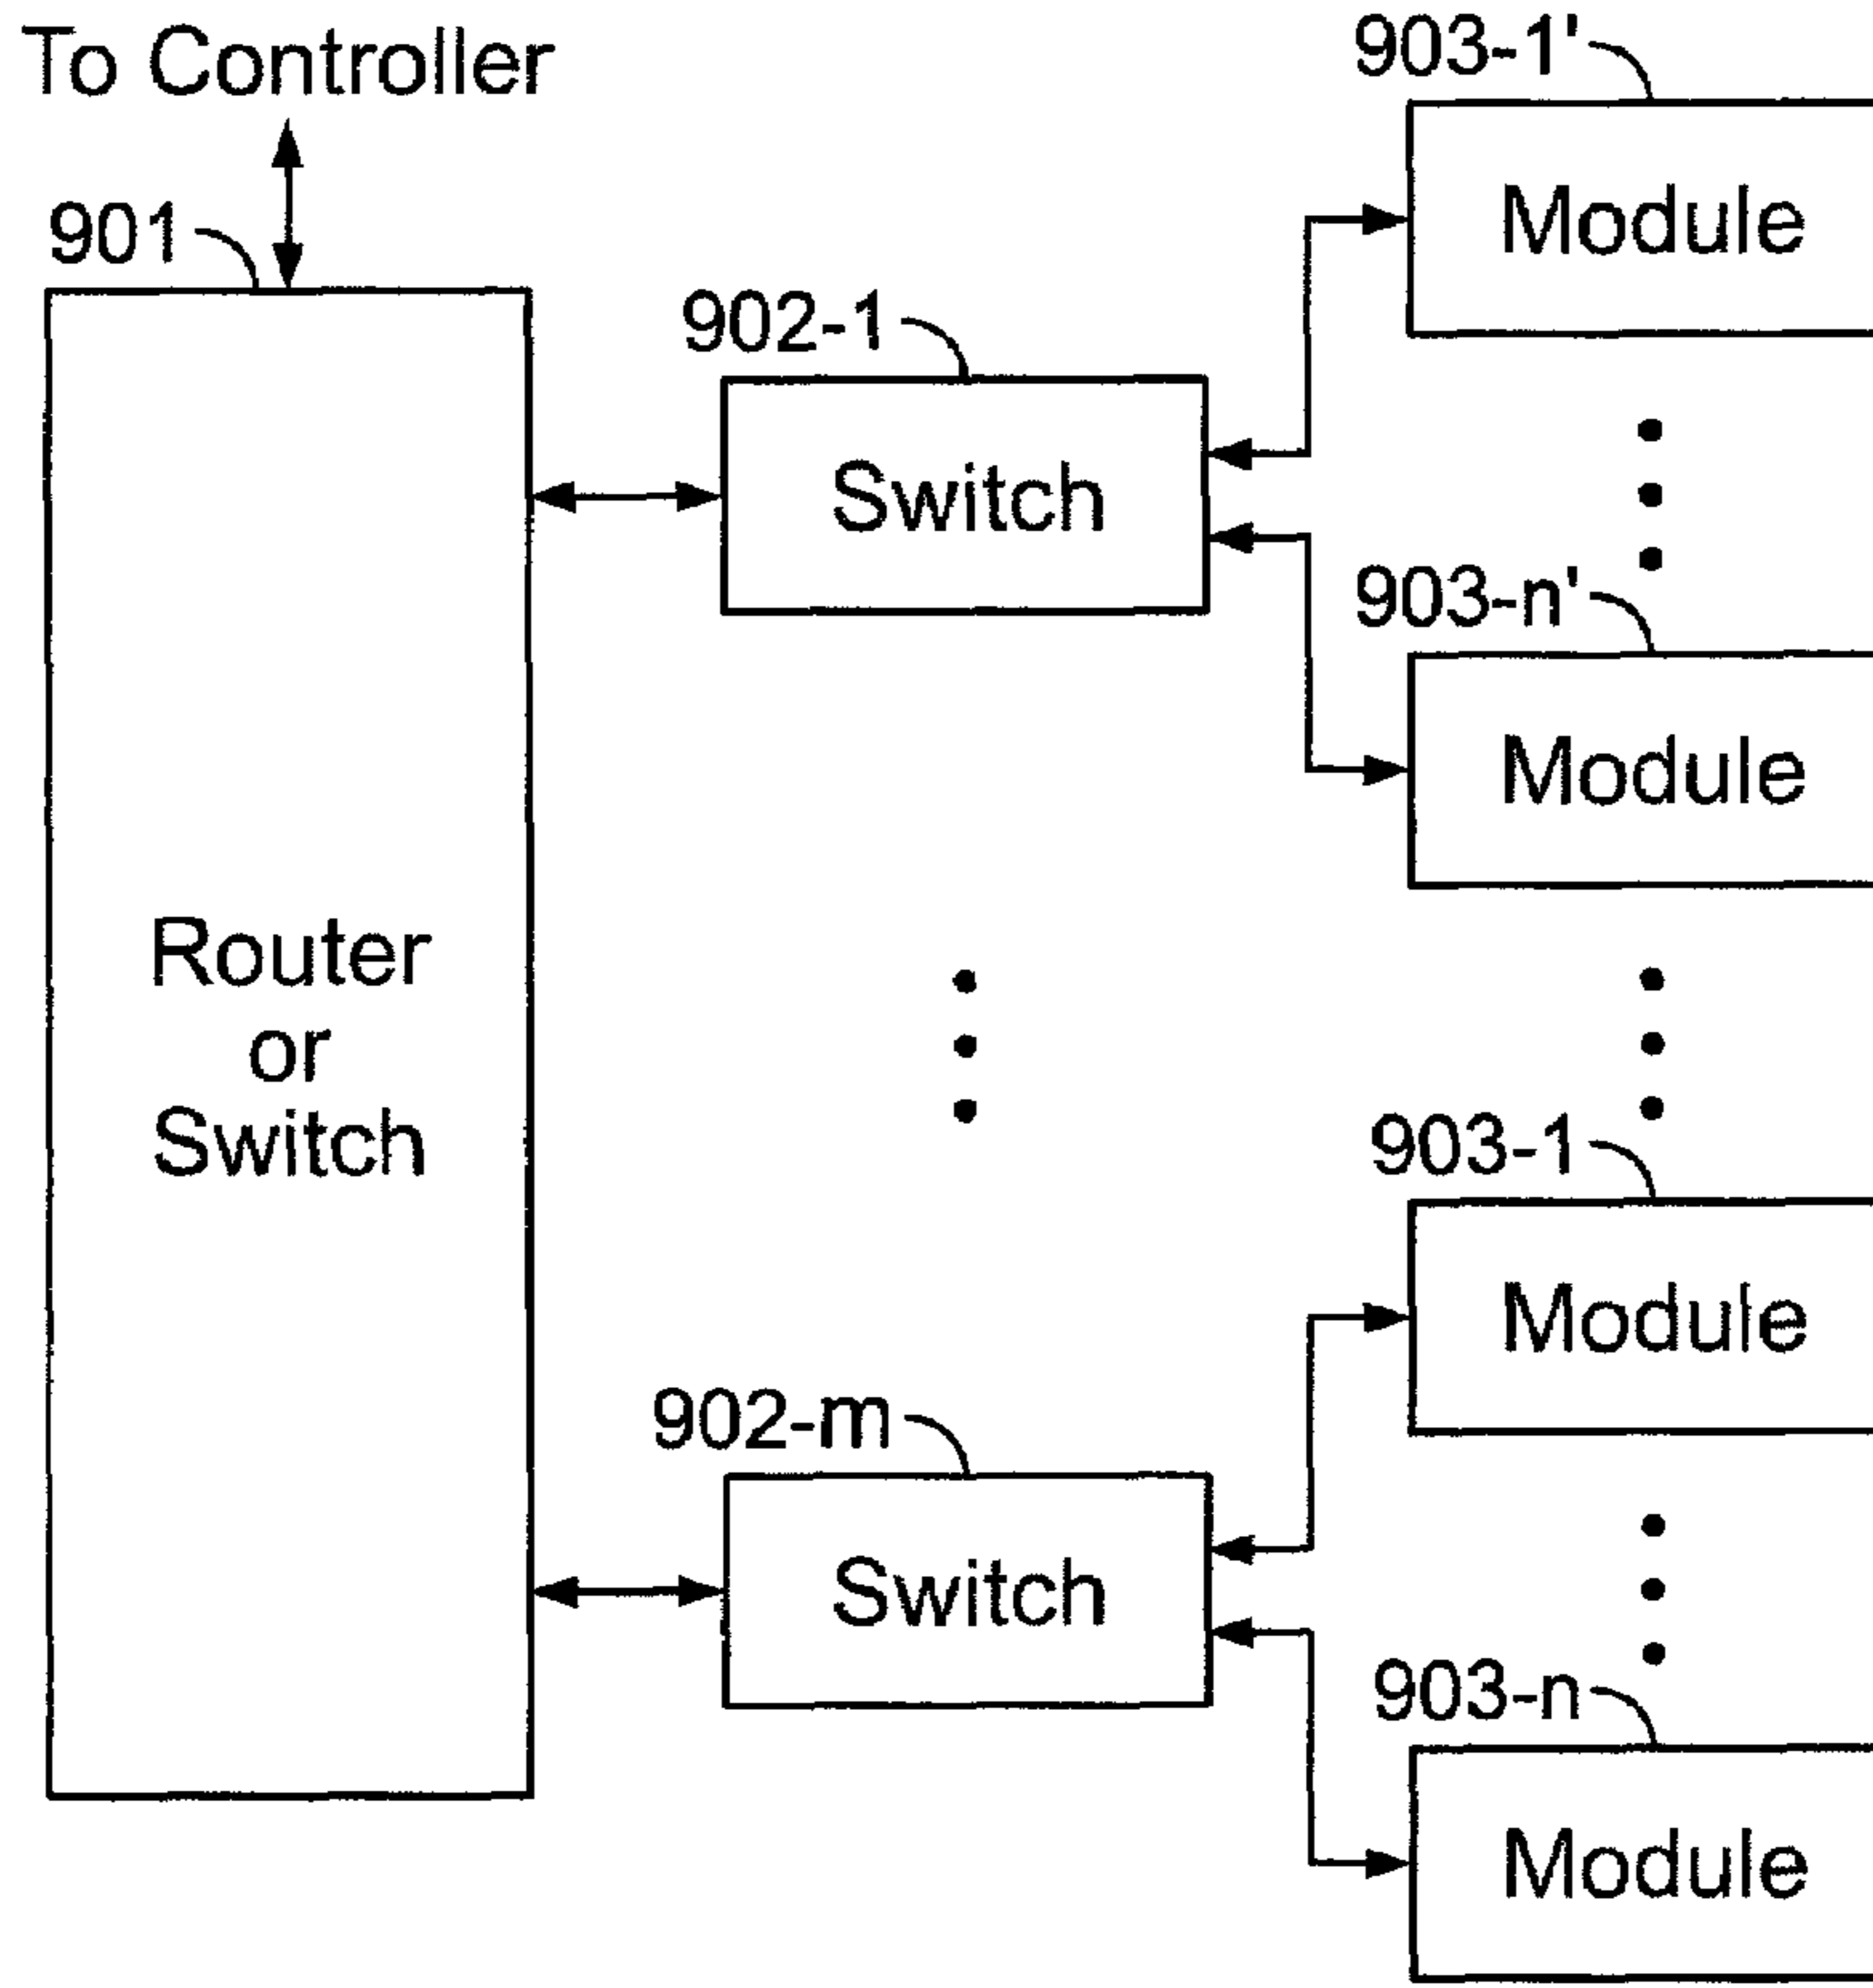 To Controller
903-1'
901
Module
902-1
Switch
903-n'
Module
Router
or
Switch
903-1
Module
902-m
Switch
903-n
Module